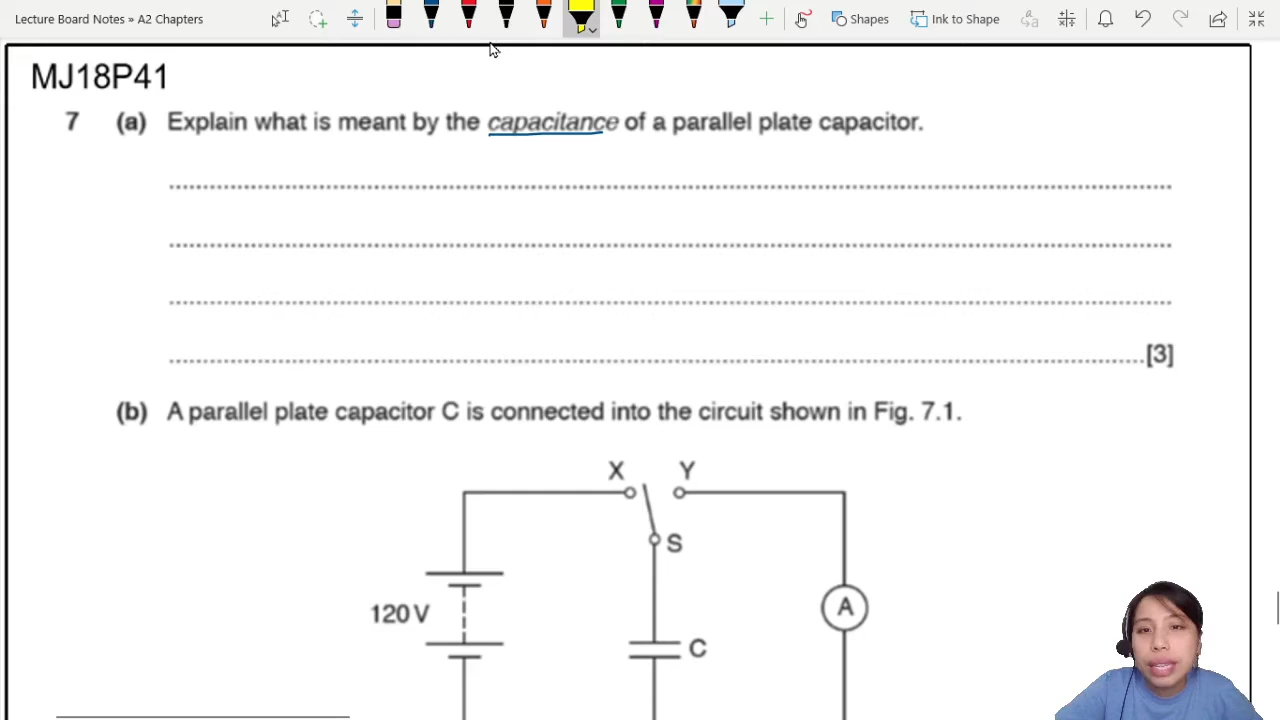 Lecture Board Notes » A2 Chapters
Shapes
Ink to Shape
MJ18P41
7 (a) Explain what is meant by the capacitance of a parallel plate capacitor.
[3]
(b) A parallel plate capacitor C is connected into the circuit shown in Fig. 7.1.
X Y
S
120 V
A
C